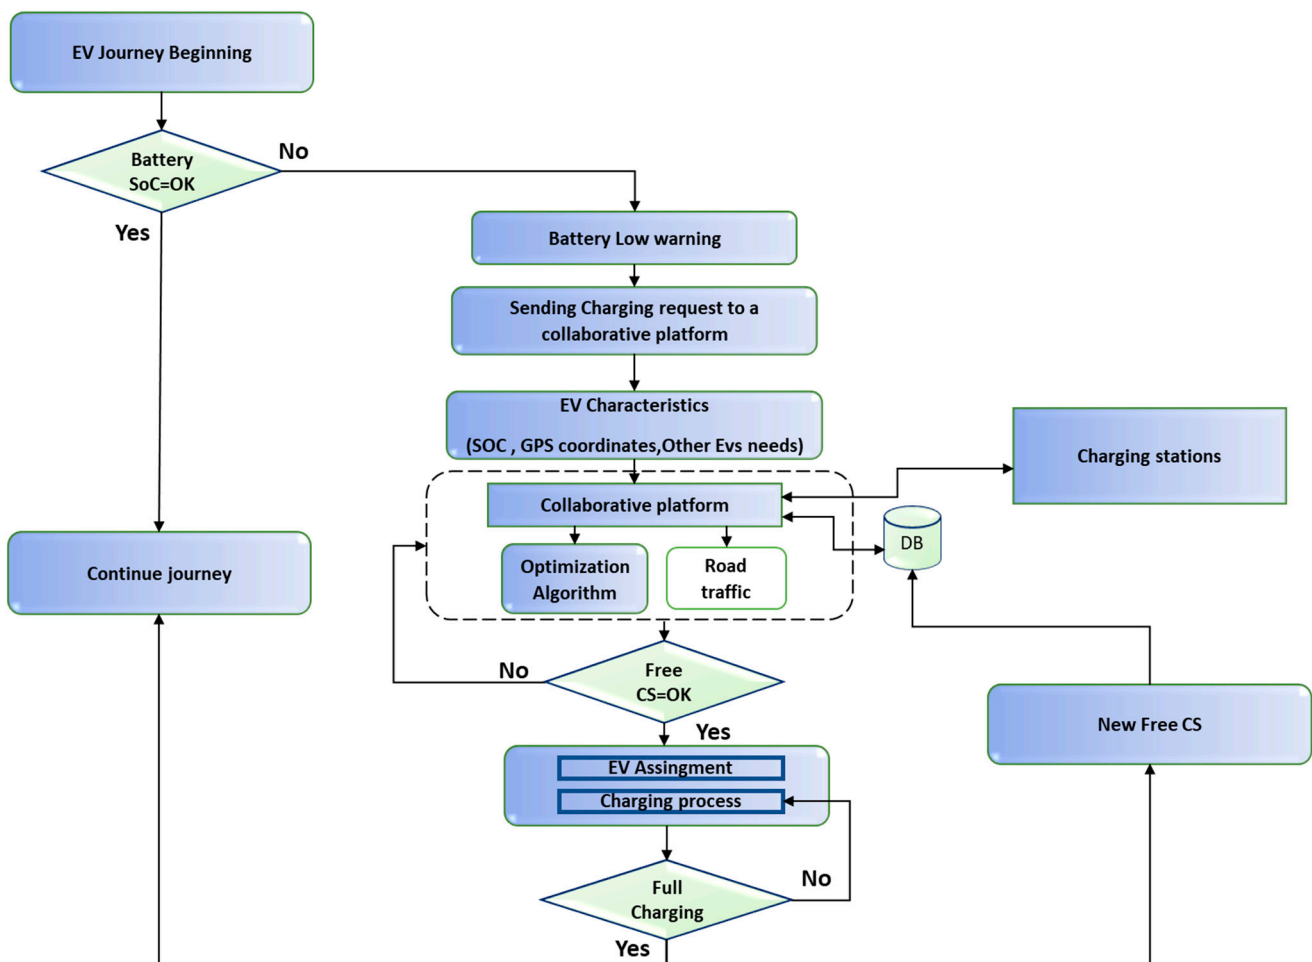 EV Journey Beginning
Battery
SoC=OK
No
Yes
Battery Low warning
Sending Charging request to a
collaborative platform
EV Characteristics
(SOC , GPS coordinates,Other Evs needs)
Charging stations
Collaborative platform
DB
Optimization
Algorithm
Road
traffic
Continue journey
No
Free
CS=OK
Yes
New Free CS
EV Assingment
Charging process
Full
Charging
No
Yes